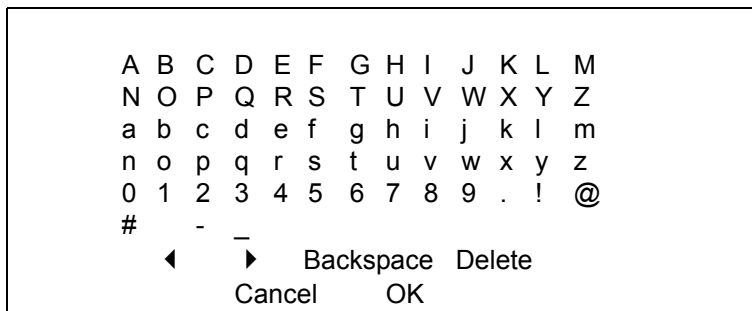 A B C D E F G H I J K L M
N O P Q R S T U V W X Y Z
a b c d e f g h i j k l m
n o p q r s t u v w x y z
0 1 2 3 4 5 6 7 8 9 . ! @
# - _
◀ ▶ Backspace Delete
Cancel OK